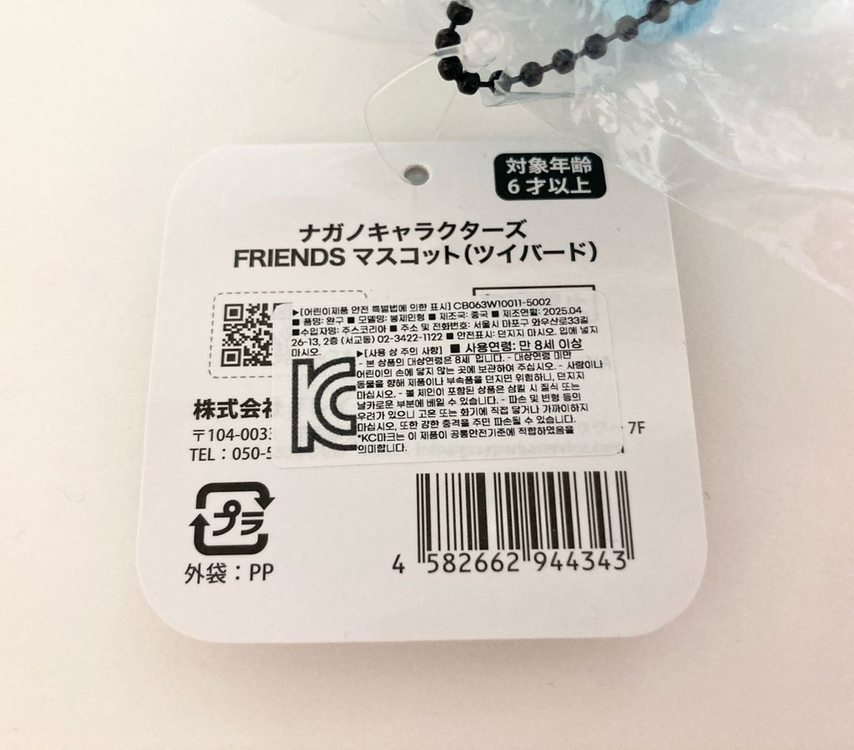 対象年齢
6才以上
ナガノキャラクターズ
FRIENDS マスコット(ツイバード)
▶[어린이제품 안전 특별법에 의한 표시] CB063W10011-5002
■ 품명: 완구 ■ 모델명: 봉제인형 ■ 제조국: 중국 ■ 제조연월: 2025.04
■수입자명: 주스코리아 ■ 주소 및 전화번호: 서울시 마포구 와우산로33길
26-13, 2층 (서교동) 02-3422-1122 ■ 안전표시: 던지지 마시오. 입에 넣지
마시오. ▶[사용 상 주의 사항] ■ 사용연령: 만 8세 이상
- 본 상품의 대상연령은 8세 입니다. - 대상연령 미만
어린이의 손에 닿지 않는 곳에 보관하여 주십시오. - 사람이나
동물을 향해 제품이나 부속품을 던지면 위험하니, 던지지
마십시오. - 볼 체인이 포함된 상품은 삼킬 시 질식 또는
날카로운 부분에 베일 수 있습니다. - 파손 및 변형 등의
우려가 있으니 고온 또는 화기에 직접 닿거나 가까이하지
마십시오, 또한 강한 충격을 주면 파손될 수 있습니다.
*KC마크는 이 제품이 공통안전기준에 적합하였음을
의미합니다.
KC
株式会社
〒104-003
7F
TEL : 050-5
プラ
外袋 : PP
4 582662 944343